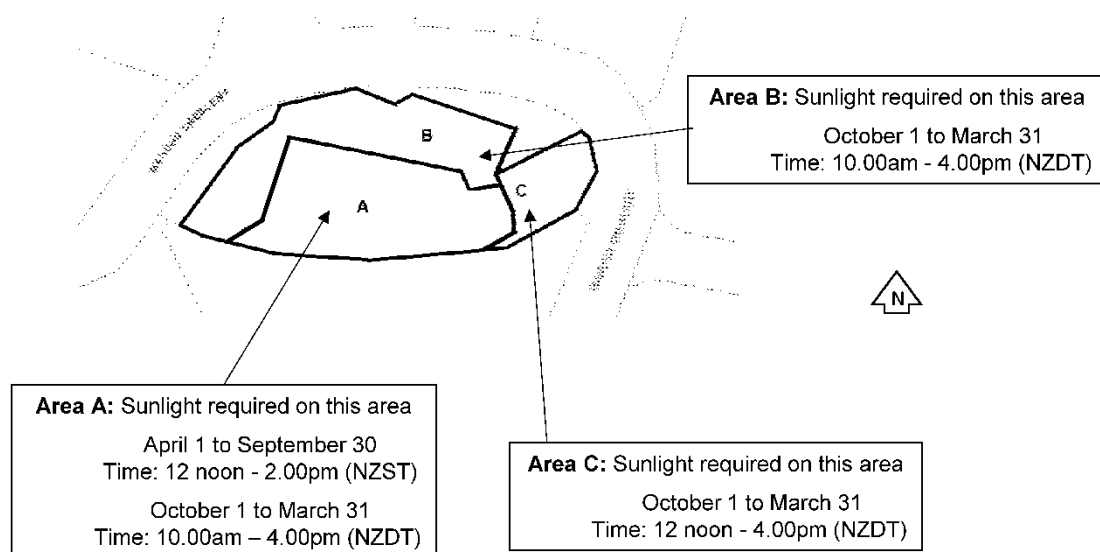 Area B: Sunlight required on this area
October 1 to March 31
Time: 10.00am - 4.00pm (NZDT)
B
C
A
N
Area A: Sunlight required on this area
April 1 to September 30
Time: 12 noon - 2.00pm (NZST)
October 1 to March 31
Time: 10.00am – 4.00pm (NZDT)
Area C: Sunlight required on this area
October 1 to March 31
Time: 12 noon - 4.00pm (NZDT)